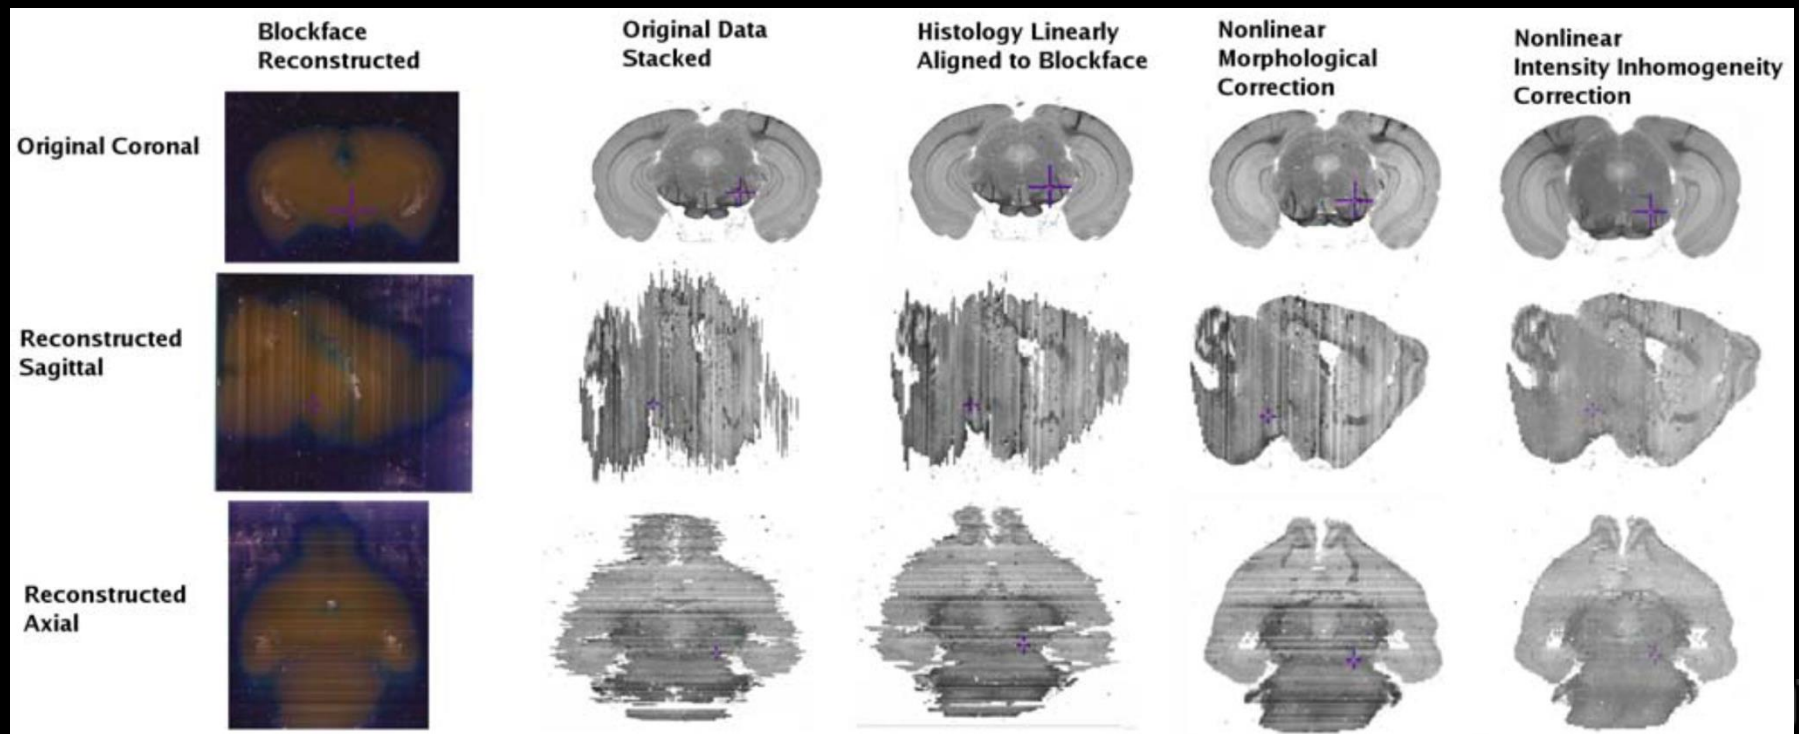 Blockface
Reconstructed
Original Data
Stacked
Histology Linearly
Aligned to Blockface
Nonlinear
Morphological
Correction
Nonlinear
Intensity Inhomogeneity
Correction
Original Coronal
Reconstructed
Sagittal
Reconstructed
Axial